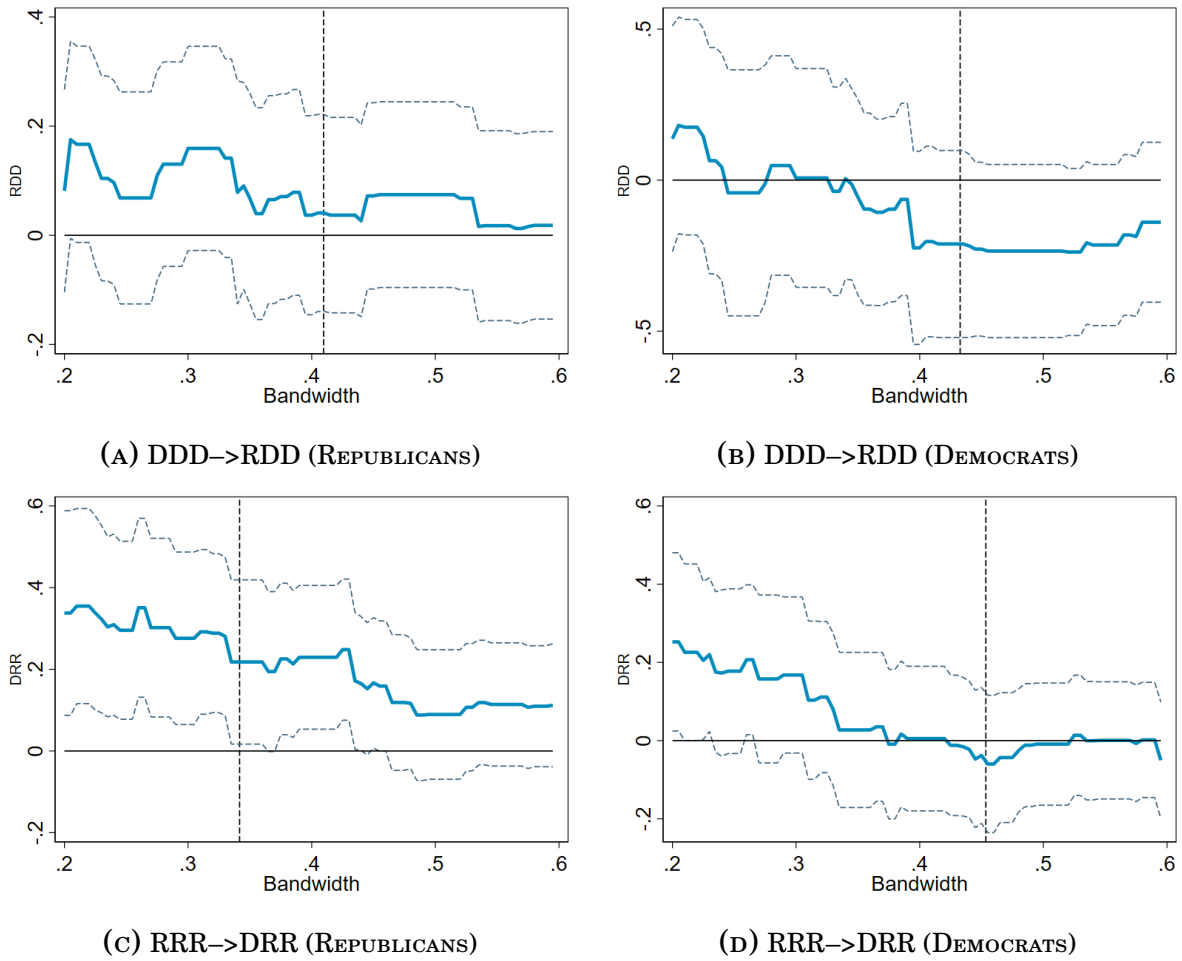 .4
.2
0
-.2
RDD
.2 .3 .4 .5 .6
Bandwidth
(A) DDD–>RDD (Republicans)
.5
0
-.5
RDD
.2 .3 .4 .5 .6
Bandwidth
(B) DDD–>RDD (Democrats)
.6
.4
.2
0
-.2
DRR
.2 .3 .4 .5 .6
Bandwidth
(C) RRR–>DRR (Republicans)
.6
.4
.2
0
-.2
DRR
.2 .3 .4 .5 .6
Bandwidth
(D) RRR–>DRR (Democrats)